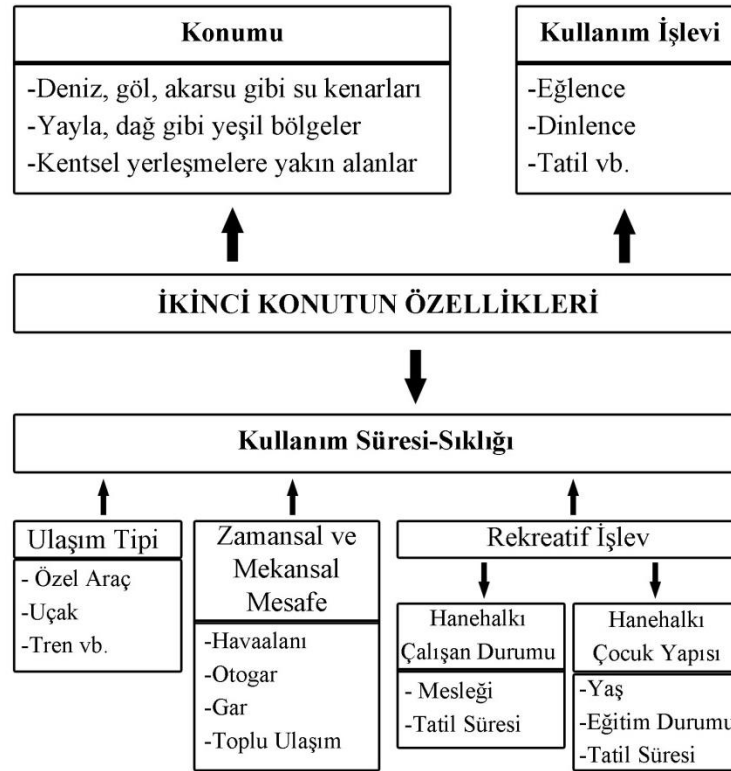 Konumu
-Deniz, göl, akarsu gibi su kenarları
-Yayla, dağ gibi yeşil bölgeler
-Kentsel yerleşmelere yakın alanlar
Kullanım İşlevi
-Eğlence
-Dinlence
-Tatil vb.
İKİNCİ KONUTUN ÖZELLİKLERİ
Kullanım Süresi-Sıklığı
Ulaşım Tipi
- Özel Araç
-Uçak
-Tren vb.
Zamansal ve
Mekansal
Mesafe
-Havaalanı
-Otogar
-Gar
-Toplu Ulaşım
Rekreatif İşlev
Hanehalkı
Çalışan Durumu
- Mesleği
-Tatil Süresi
Hanehalkı
Çocuk Yapısı
-Yaş
-Eğitim Durumu
-Tatil Süresi